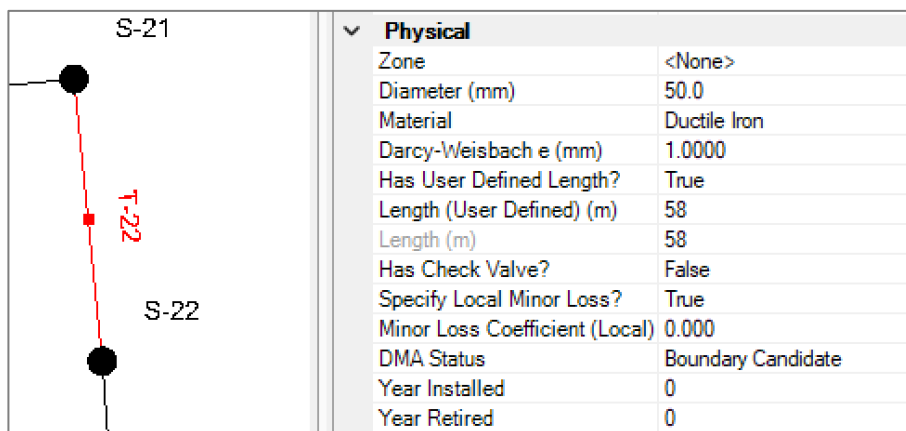 S-21
T-22
S-22
Physical
Zone <None>
Diameter (mm) 50.0
Material Ductile Iron
Darcy-Weisbach e (mm) 1.0000
Has User Defined Length? True
Length (User Defined) (m) 58
Length (m) 58
Has Check Valve? False
Specify Local Minor Loss? True
Minor Loss Coefficient (Local) 0.000
DMA Status Boundary Candidate
Year Installed 0
Year Retired 0